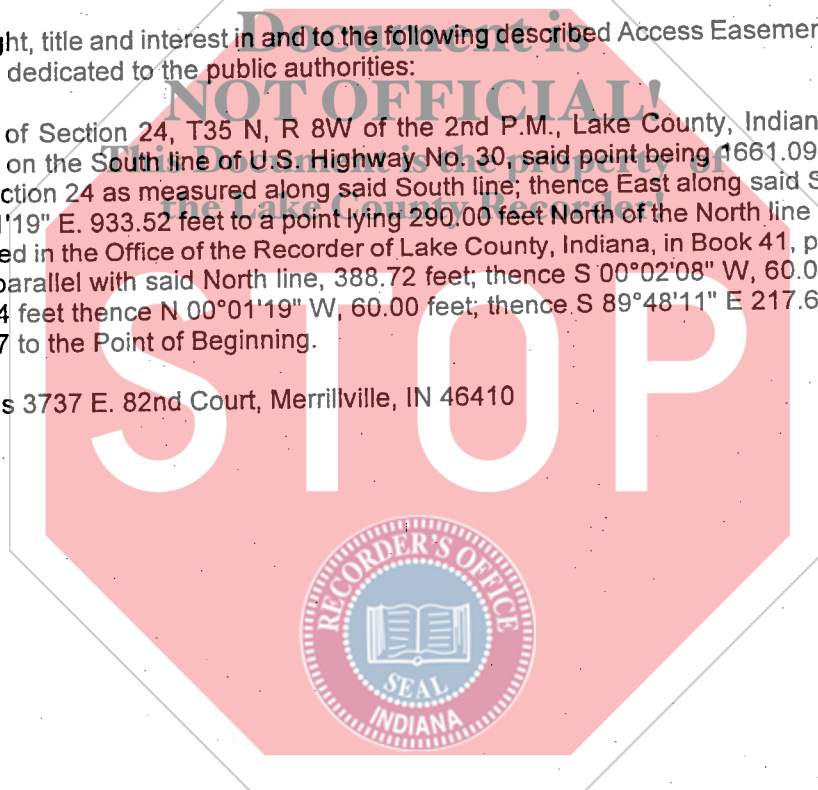 Document is
ght, title and interest in and to the following described Access Easemen
dedicated to the public authorities:
NOT OFFICIAL!
of Section 24, T35 N, R 8W of the 2nd P.M., Lake County, Indian
This Document is the property of
on the South line of U.S. Highway No. 30, said point being 1661.09
ction 24 as measured along said South line; thence East along said S
the Lake County Recorder!
'19" E. 933.52 feet to a point lying 290.00 feet North of the North line
ed in the Office of the Recorder of Lake County, Indiana, in Book 41, p
parallel with said North line, 388.72 feet; thence S 00°02'08" W, 60.0
4 feet thence N 00°01'19" W, 60.00 feet; thence S 89°48'11" E 217.6
7 to the Point of Beginning.
s 3737 E. 82nd Court, Merrillville, IN 46410
STOP
RECORDER'S OFFICE
SEAL
INDIANA